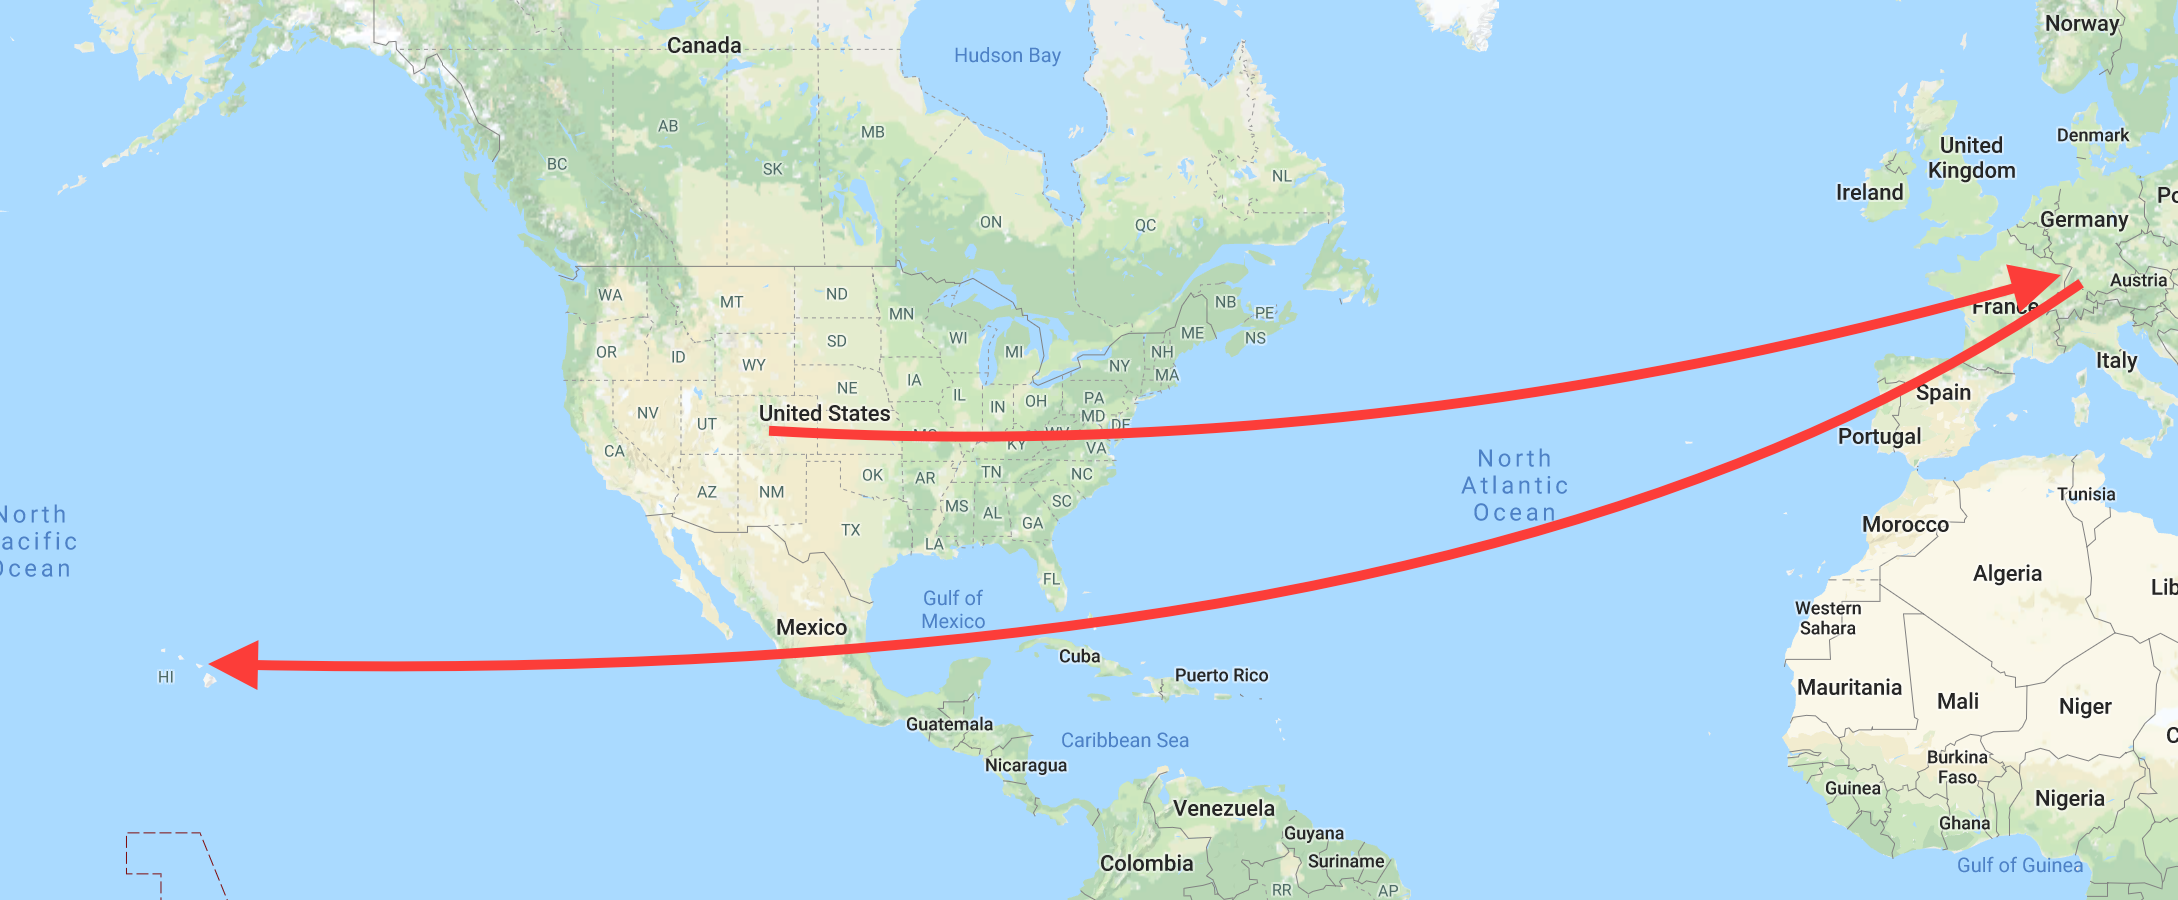 Canada
Hudson Bay
Norway
AB
MB
BC
SK
NL
ON
QC
Denmark
United
Kingdom
Ireland
Germany
Austria
France
Italy
Spain
Portugal
WA
MT
ND
MN
OR
ID
SD
WI
MI
WY
NE
IA
NY
NH
ME
NB
PE
NS
MA
IL
IN
OH
PA
MD
DE
NV
UT
United States
CA
KY
WV
VA
AZ
NM
OK
AR
TN
NC
MS
AL
SC
GA
TX
LA
FL
North
Atlantic
Ocean
North
acific
Ocean
Tunisia
Morocco
Algeria
Lib
Western
Sahara
Gulf of
Mexico
Mexico
Cuba
Puerto Rico
HI
Mauritania
Mali
Niger
Guatemala
Caribbean Sea
Nicaragua
Burkina
Faso
Guinea
Nigeria
Ghana
Gulf of Guinea
Venezuela
Guyana
Suriname
Colombia
RR
AP